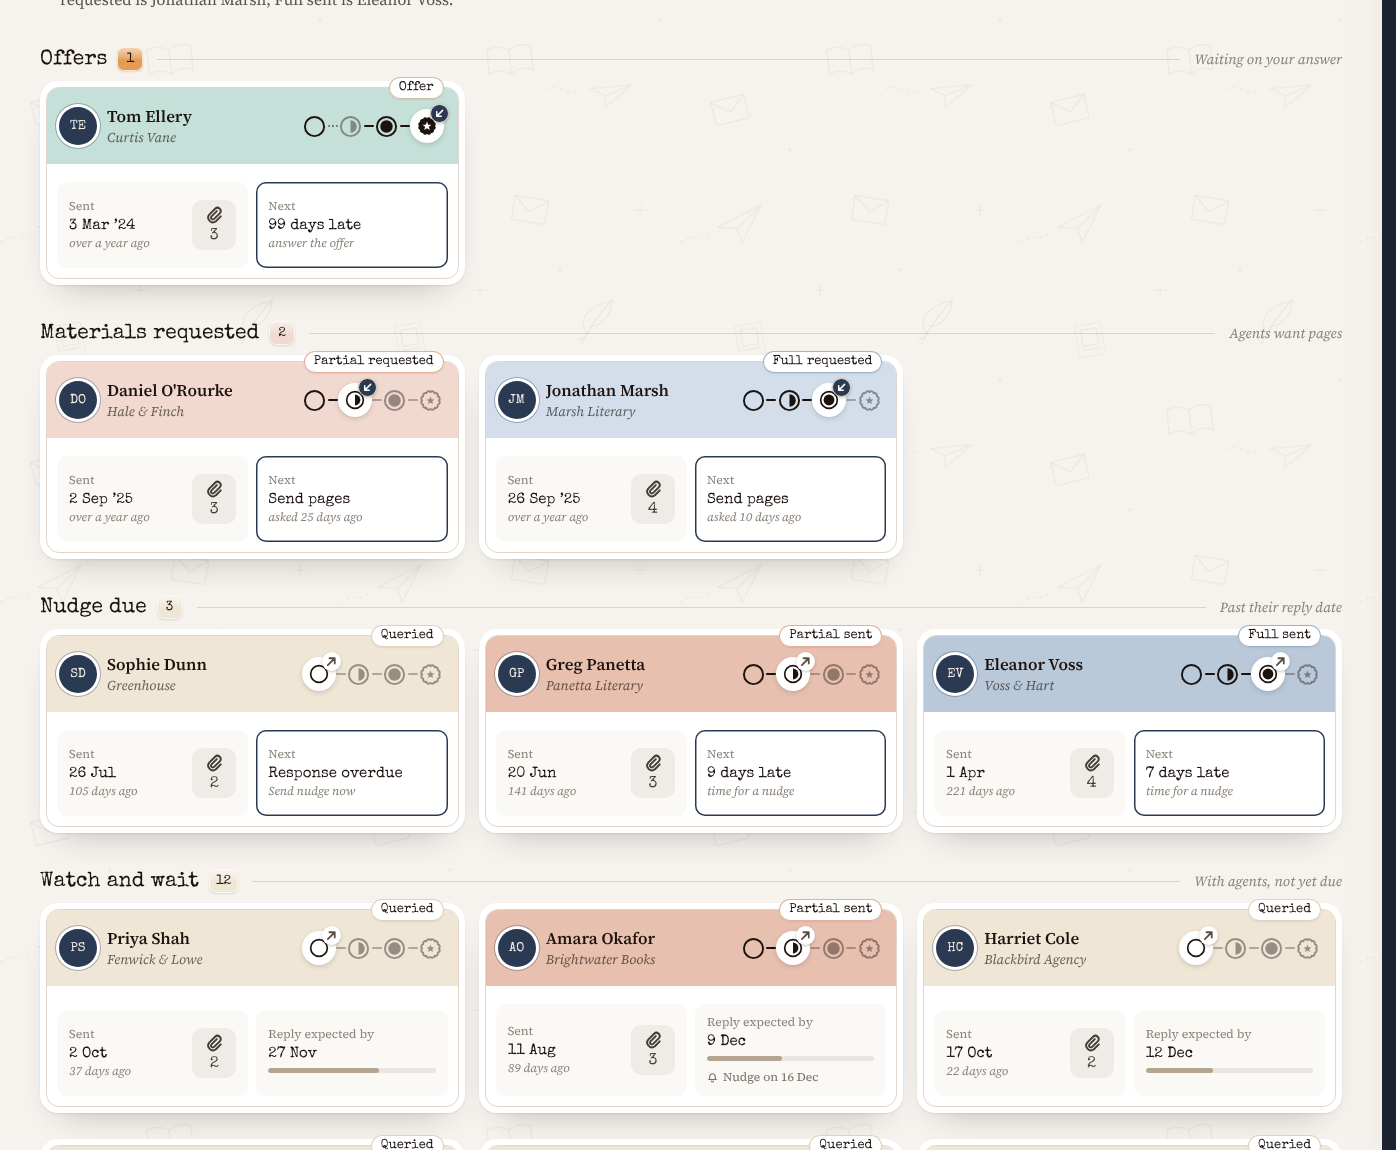 requested is Jonathan Marsh, Full sent is Eleanor Voss.
Offers 1
Waiting on your answer
Offer
TE
Tom Ellery
Curtis Vane
Sent
3 Mar ’24
over a year ago
3
Next
99 days late
answer the offer
Materials requested 2
Agents want pages
Partial requested
DO
Daniel O'Rourke
Hale & Finch
Sent
2 Sep ’25
over a year ago
3
Next
Send pages
asked 25 days ago
Full requested
JM
Jonathan Marsh
Marsh Literary
Sent
26 Sep ’25
over a year ago
4
Next
Send pages
asked 10 days ago
Nudge due 3
Past their reply date
Queried
SD
Sophie Dunn
Greenhouse
Sent
26 Jul
105 days ago
2
Next
Response overdue
Send nudge now
Partial sent
GP
Greg Panetta
Panetta Literary
Sent
20 Jun
141 days ago
3
Next
9 days late
time for a nudge
Full sent
EV
Eleanor Voss
Voss & Hart
Sent
1 Apr
221 days ago
4
Next
7 days late
time for a nudge
Watch and wait 12
With agents, not yet due
Queried
PS
Priya Shah
Fenwick & Lowe
Sent
2 Oct
37 days ago
2
Reply expected by
27 Nov
Partial sent
AO
Amara Okafor
Brightwater Books
Sent
11 Aug
89 days ago
3
Reply expected by
9 Dec
Nudge on 16 Dec
Queried
HC
Harriet Cole
Blackbird Agency
Sent
17 Oct
22 days ago
2
Reply expected by
12 Dec
Queried
Queried
Queried